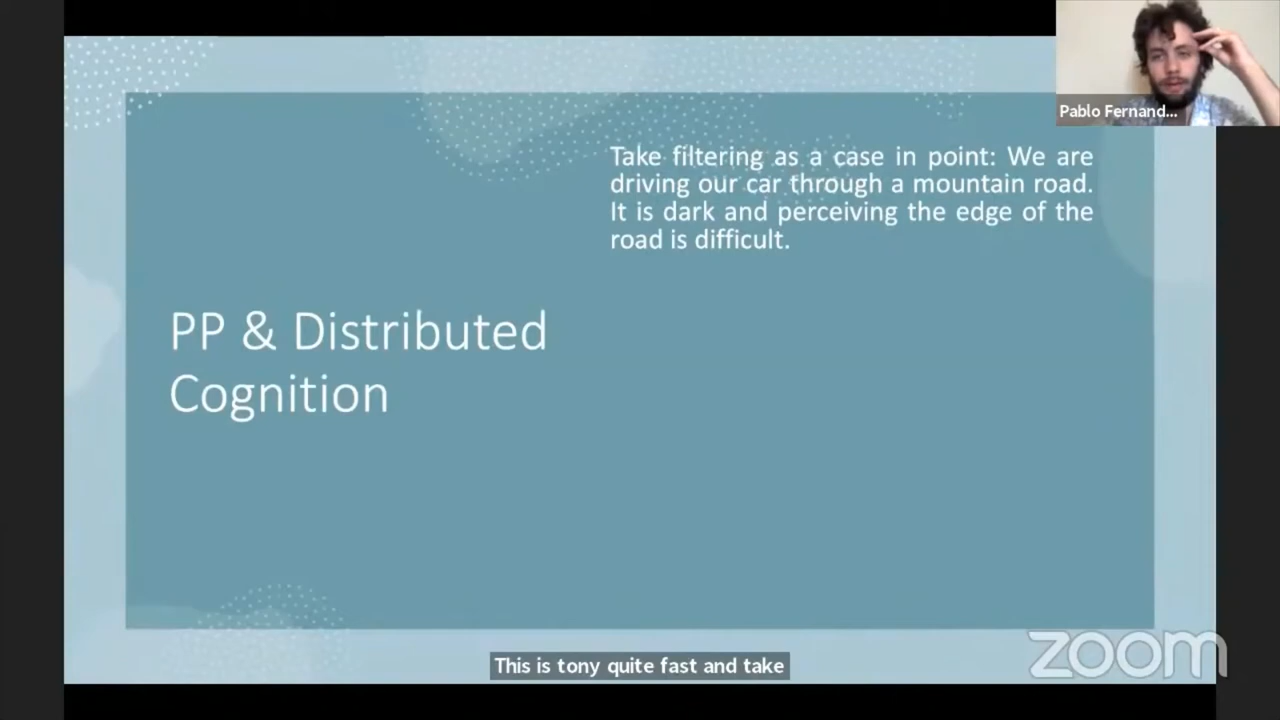 Pablo Fernand...
Take filtering as a case in point: We are
driving our car through a mountain road.
It is dark and perceiving the edge of the
road is difficult.
PP & Distributed
Cognition
This is tony quite fast and take
zoom